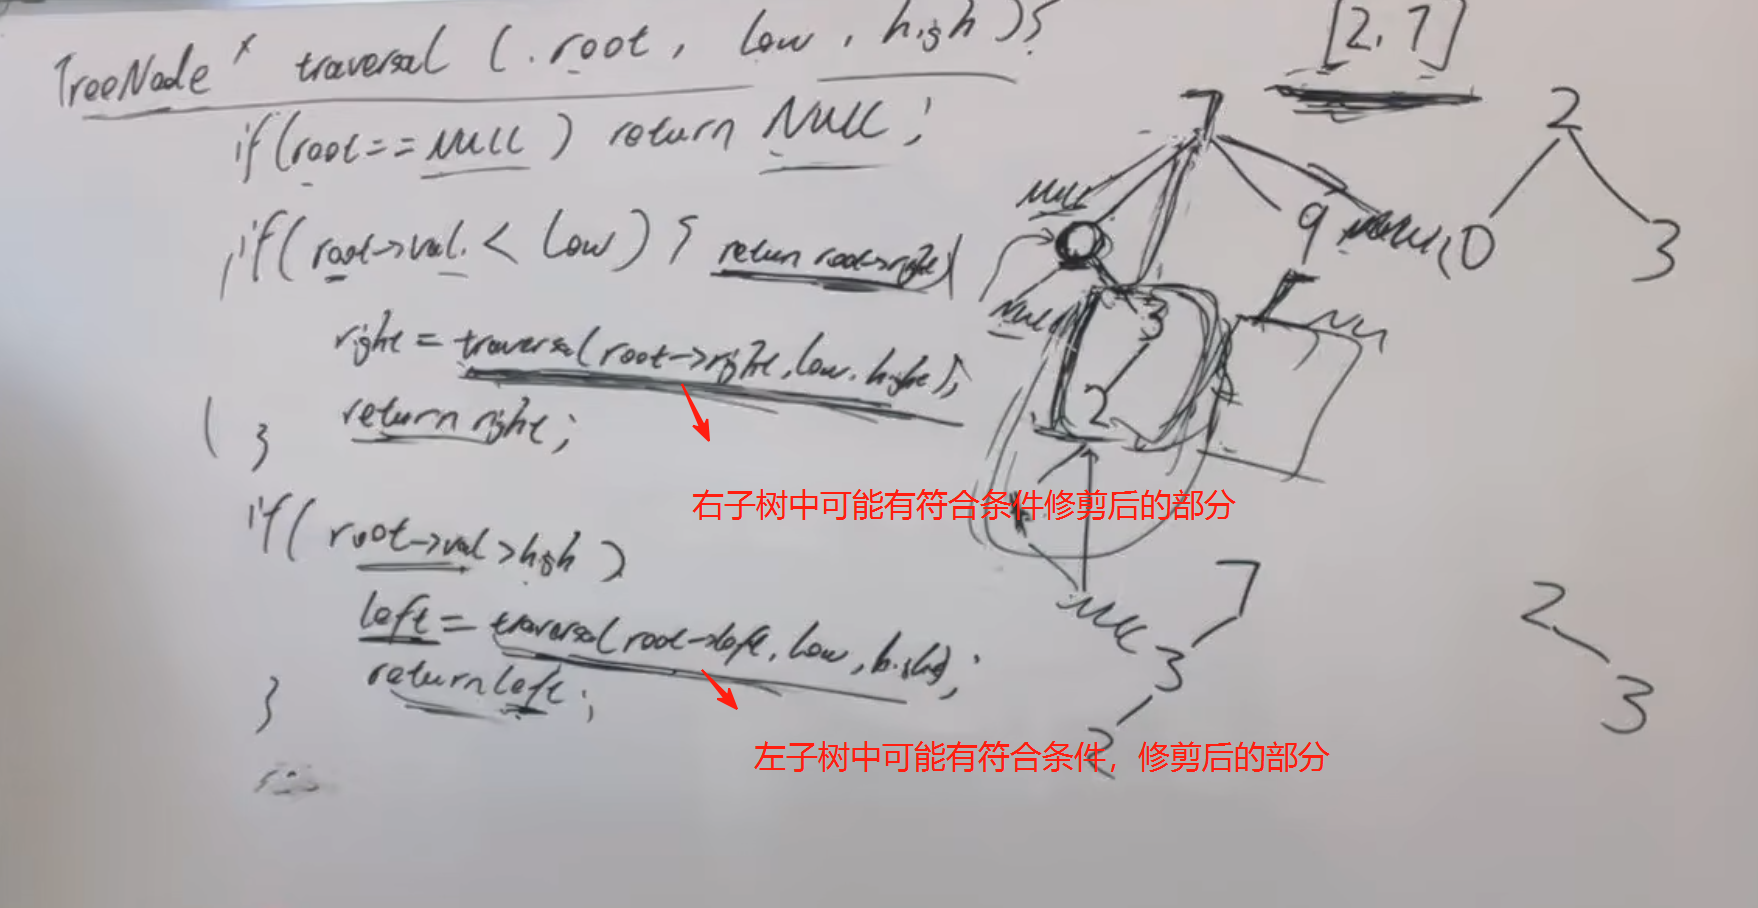 TreeNode* traversal (root, low, high){
[2, 7]
if(root==NULL) return NULL;
if(root->val < low) { return root->right
right = traversal(root->right, low, high);
return right;
}
右子树中可能有符合条件修剪后的部分
if(root->val>high)
left = traversal(root->left, low, high);
return left;
}
左子树中可能有符合条件，修剪后的部分
7
NULL
9
NULL
3
2
NULL
2
0
3
7
3
2
2
3